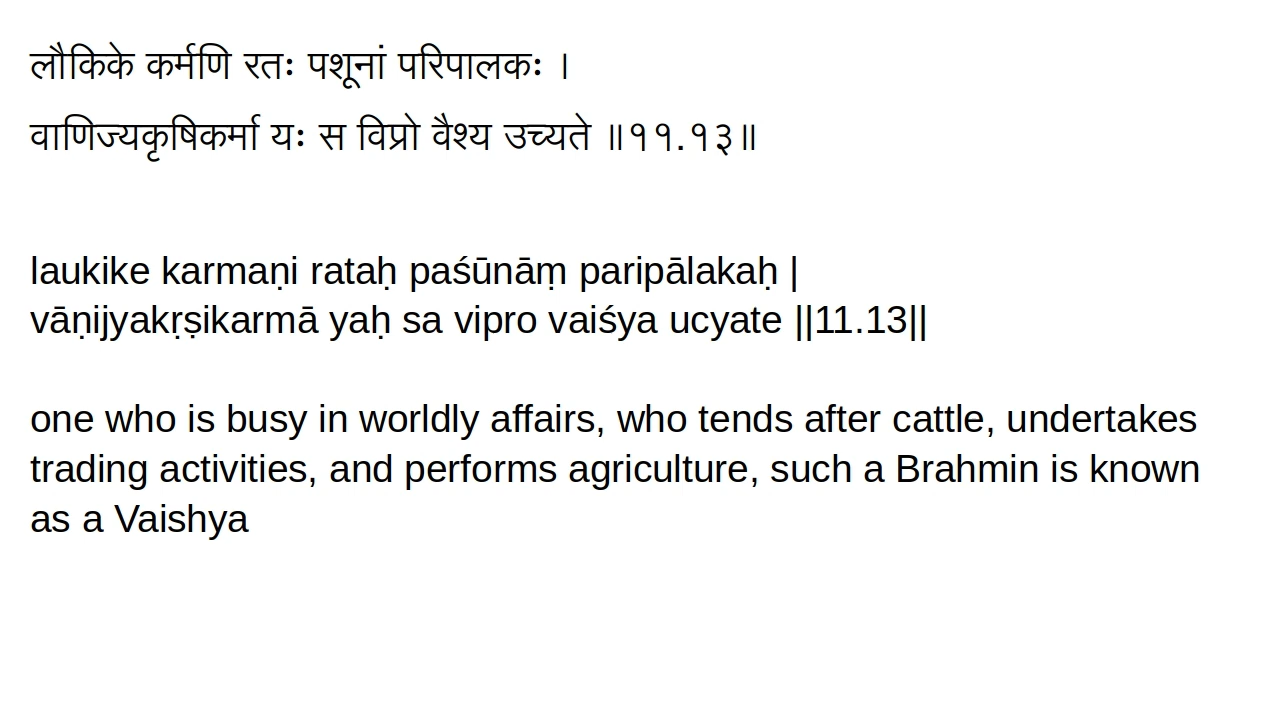 लौकिके कर्मणि रतः पशूनां परिपालकः ।
वाणिज्यकृषिकर्मा यः स विप्रो वैश्य उच्यते ॥११.१३॥
laukike karmaṇi rataḥ paśūnāṃ paripālakaḥ |
vāṇijyakṛṣikarmā yaḥ sa vipro vaiśya ucyate ||11.13||
one who is busy in worldly affairs, who tends after cattle, undertakes
trading activities, and performs agriculture, such a Brahmin is known
as a Vaishya